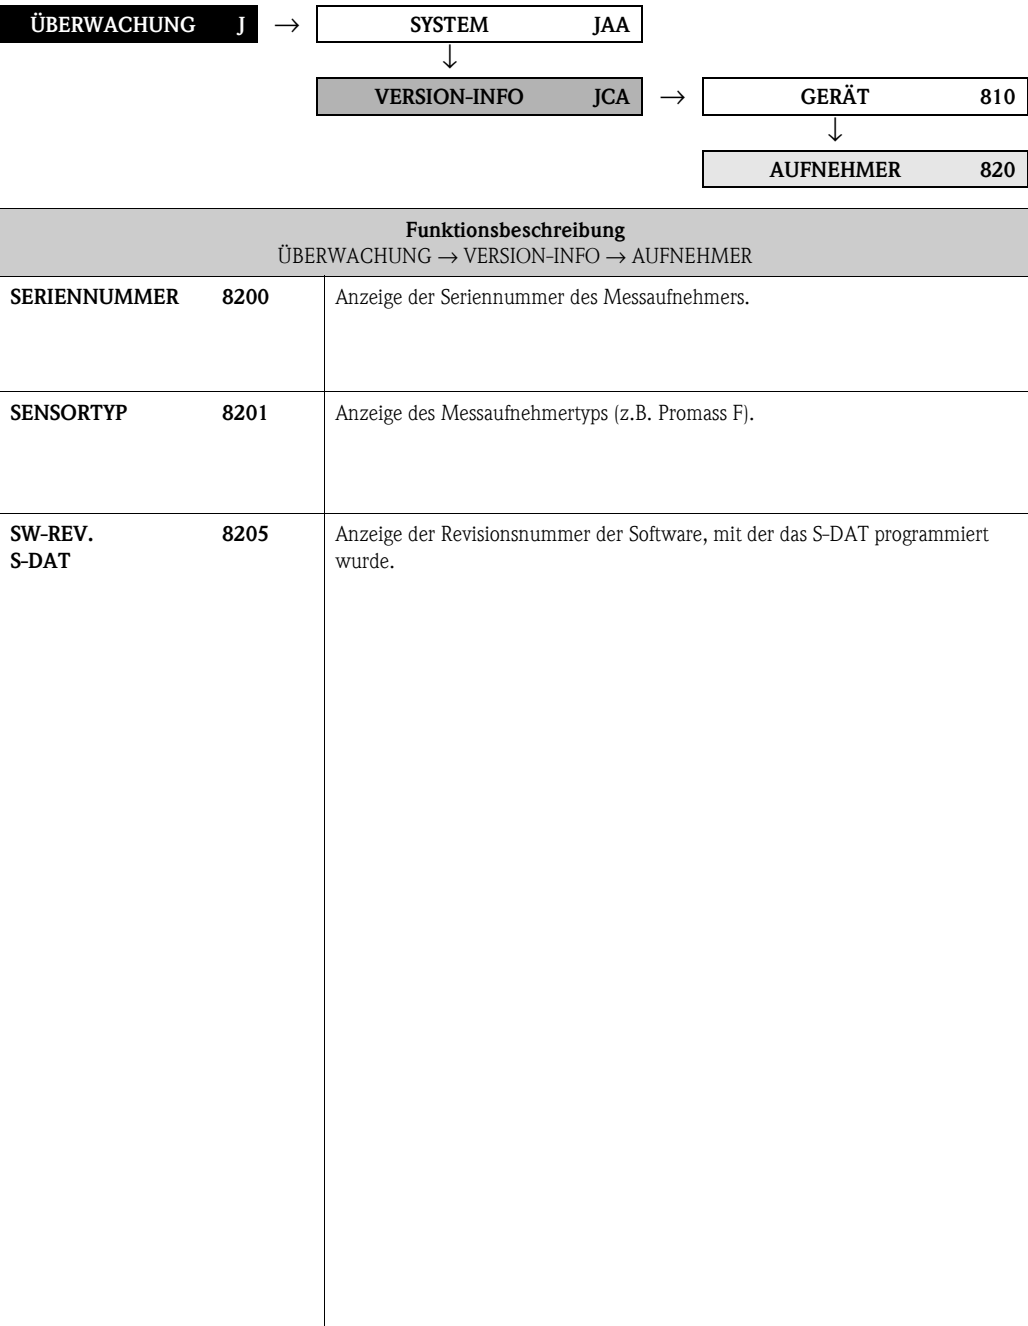 ÜBERWACHUNG J → SYSTEM JAA
↓
VERSION-INFO JCA → GERÄT 810
↓
AUFNEHMER 820
Funktionsbeschreibung
ÜBERWACHUNG → VERSION-INFO → AUFNEHMER
SERIENNUMMER 8200 Anzeige der Seriennummer des Messaufnehmers.
SENSORTYP 8201 Anzeige des Messaufnehmertyps (z.B. Promass F).
SW-REV. 8205 Anzeige der Revisionsnummer der Software, mit der das S-DAT programmiert
S-DAT wurde.